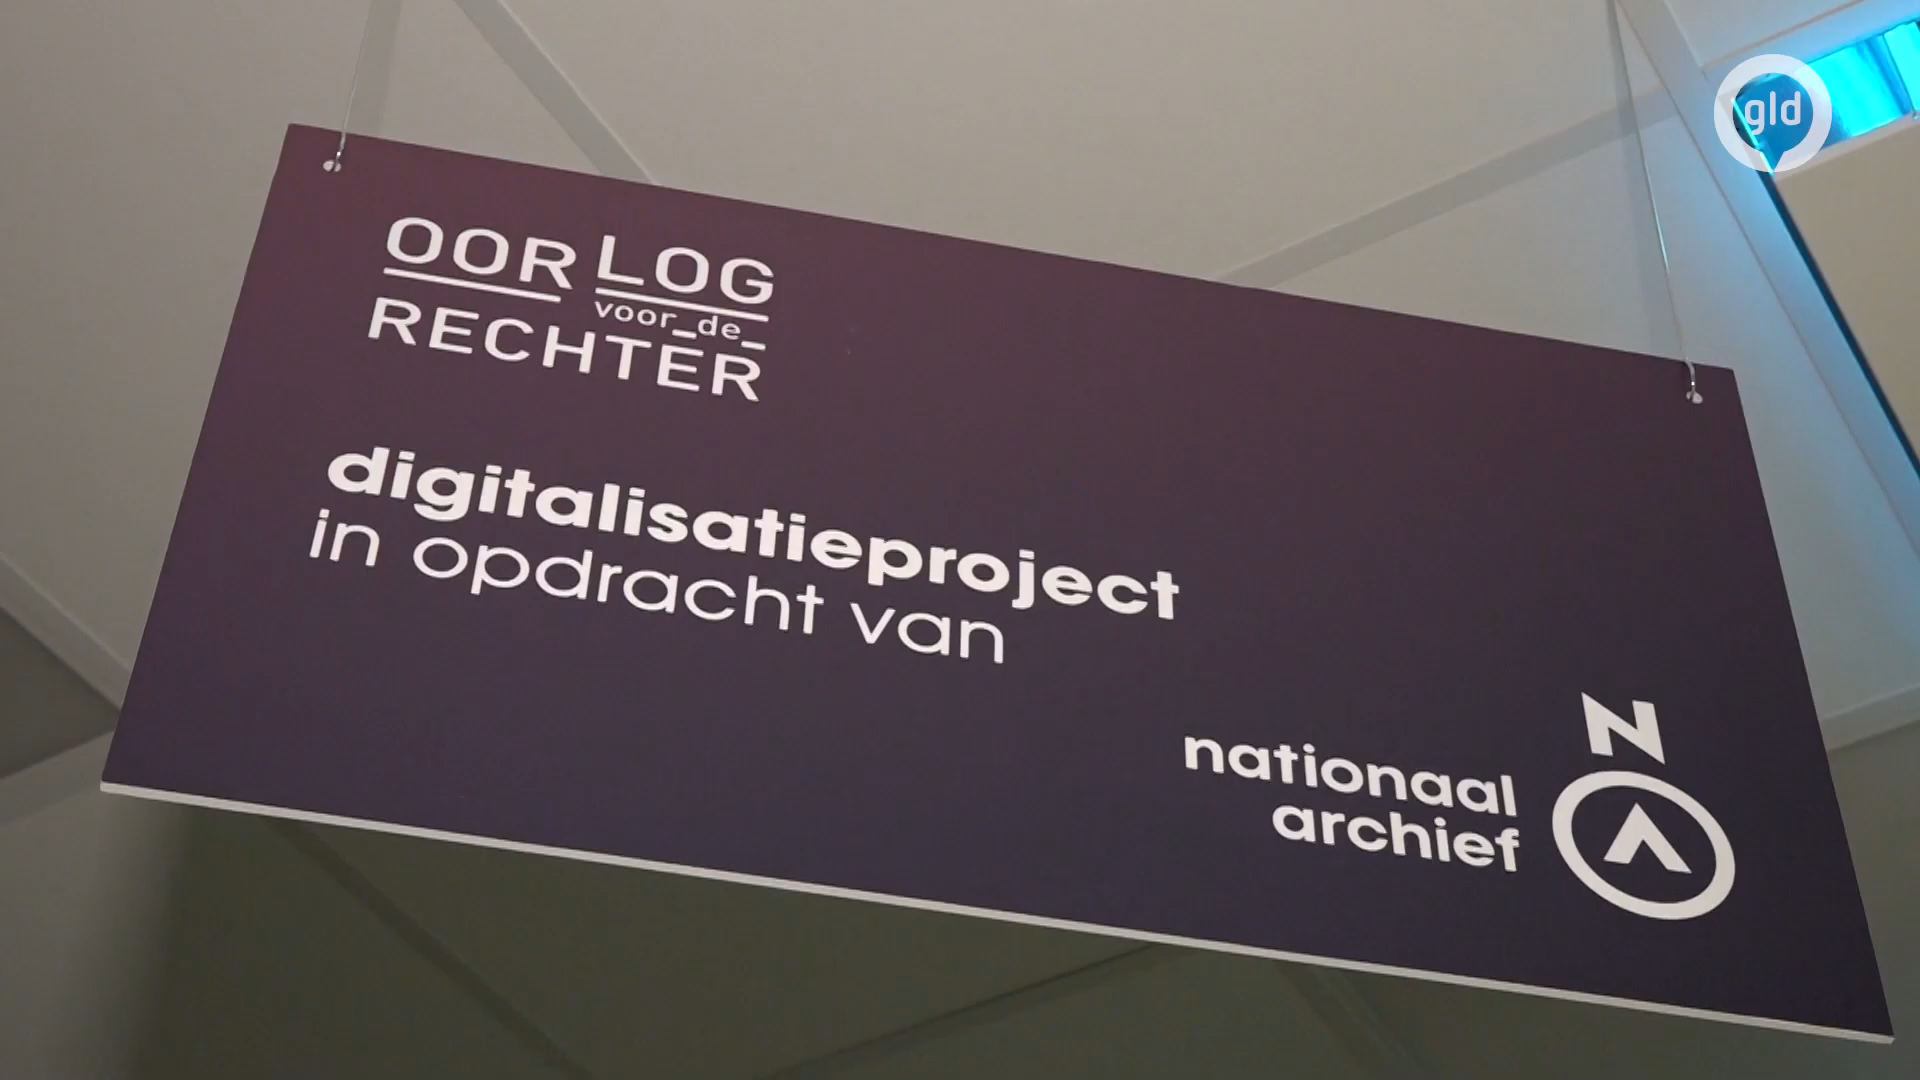 OORLOG
voor_de_
RECHTER
digitalisatieproject
in opdracht van
nationaal
archief
N
A
gld